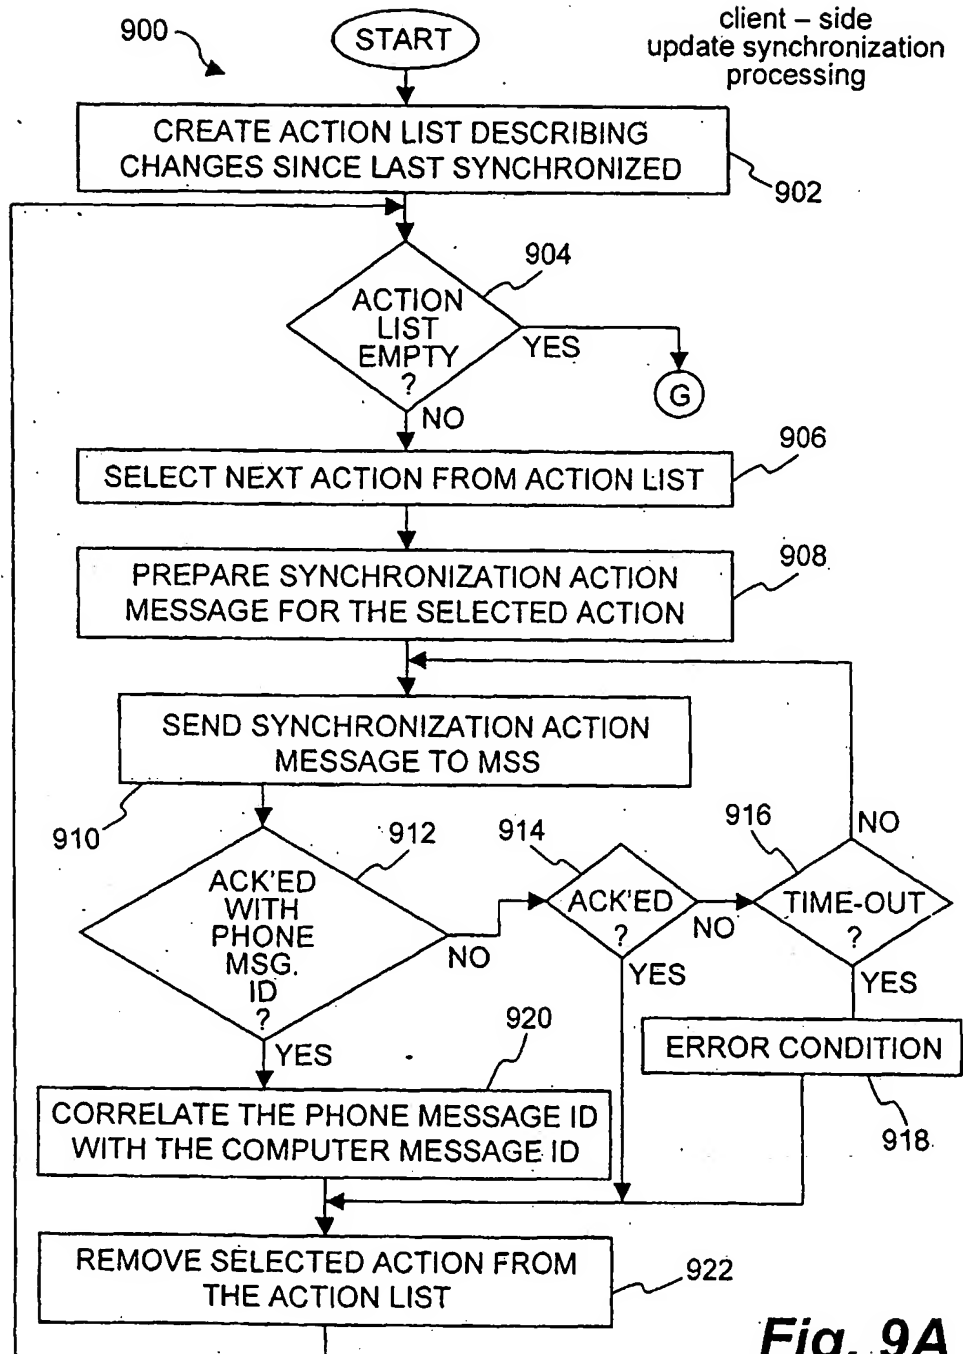 900
START
client – side
update synchronization
processing
CREATE ACTION LIST DESCRIBING
CHANGES SINCE LAST SYNCHRONIZED
902
904
ACTION
LIST
EMPTY
?
YES
G
NO
906
SELECT NEXT ACTION FROM ACTION LIST
908
PREPARE SYNCHRONIZATION ACTION
MESSAGE FOR THE SELECTED ACTION
SEND SYNCHRONIZATION ACTION
MESSAGE TO MSS
910
912
914
916
NO
ACK'ED
WITH
PHONE
MSG.
ID
?
NO
ACK'ED
?
NO
TIME-OUT
?
YES
YES
YES
920
ERROR CONDITION
918
CORRELATE THE PHONE MESSAGE ID
WITH THE COMPUTER MESSAGE ID
REMOVE SELECTED ACTION FROM
THE ACTION LIST
922
Fig. 9A